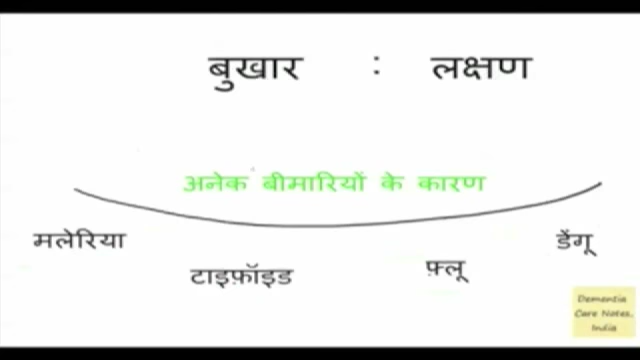 बुखार : लक्षण
अनेक बीमारियों के कारण
मलेरिया
टाइफ़ॉइड
फ़्लू
डेंगू
Dementia
Care Notes,
India